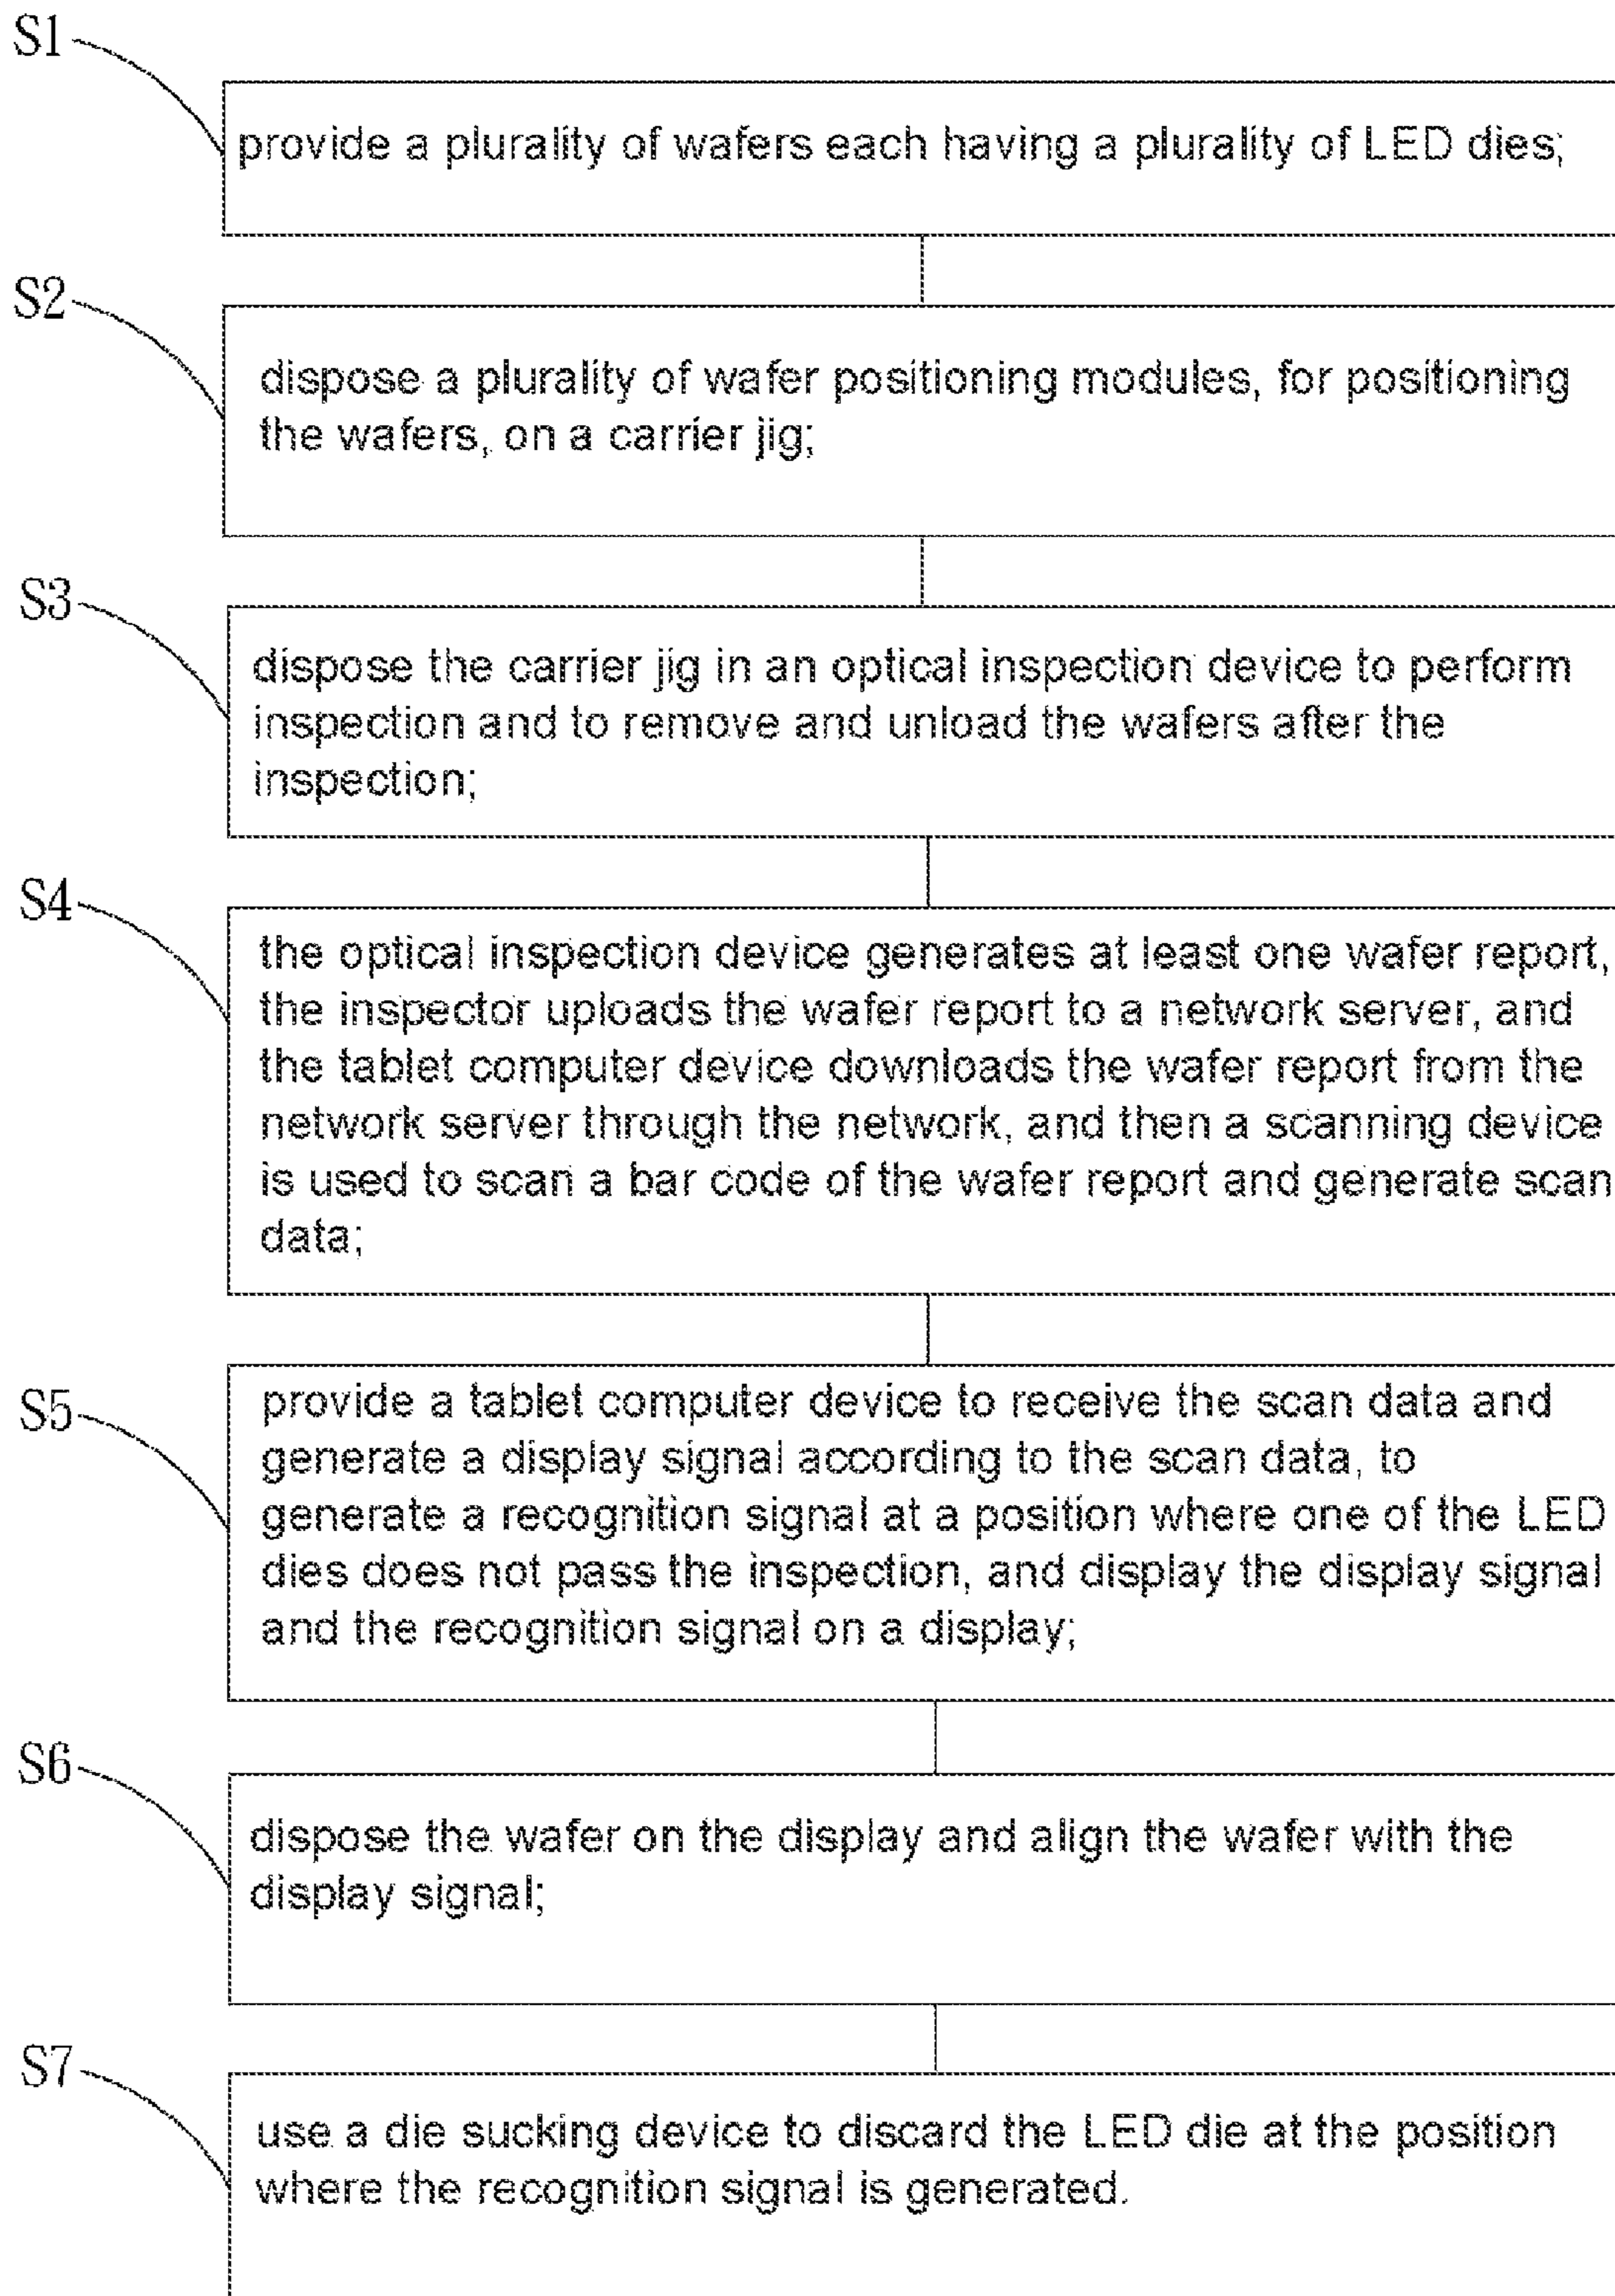 S1
provide a plurality of wafers each having a plurality of LED dies;
S2
dispose a plurality of wafer positioning modules, for positioning
the wafers, on a carrier jig;
S3
dispose the carrier jig in an optical inspection device to perform
inspection and to remove and unload the wafers after the
inspection;
S4
the optical inspection device generates at least one wafer report,
the inspector uploads the wafer report to a network server, and
the tablet computer device downloads the wafer report from the
network server through the network, and then a scanning device
is used to scan a bar code of the wafer report and generate scan
data;
S5
provide a tablet computer device to receive the scan data and
generate a display signal according to the scan data, to
generate a recognition signal at a position where one of the LED
dies does not pass the inspection, and display the display signal
and the recognition signal on a display;
S6
dispose the wafer on the display and align the wafer with the
display signal;
S7
use a die sucking device to discard the LED die at the position
where the recognition signal is generated.